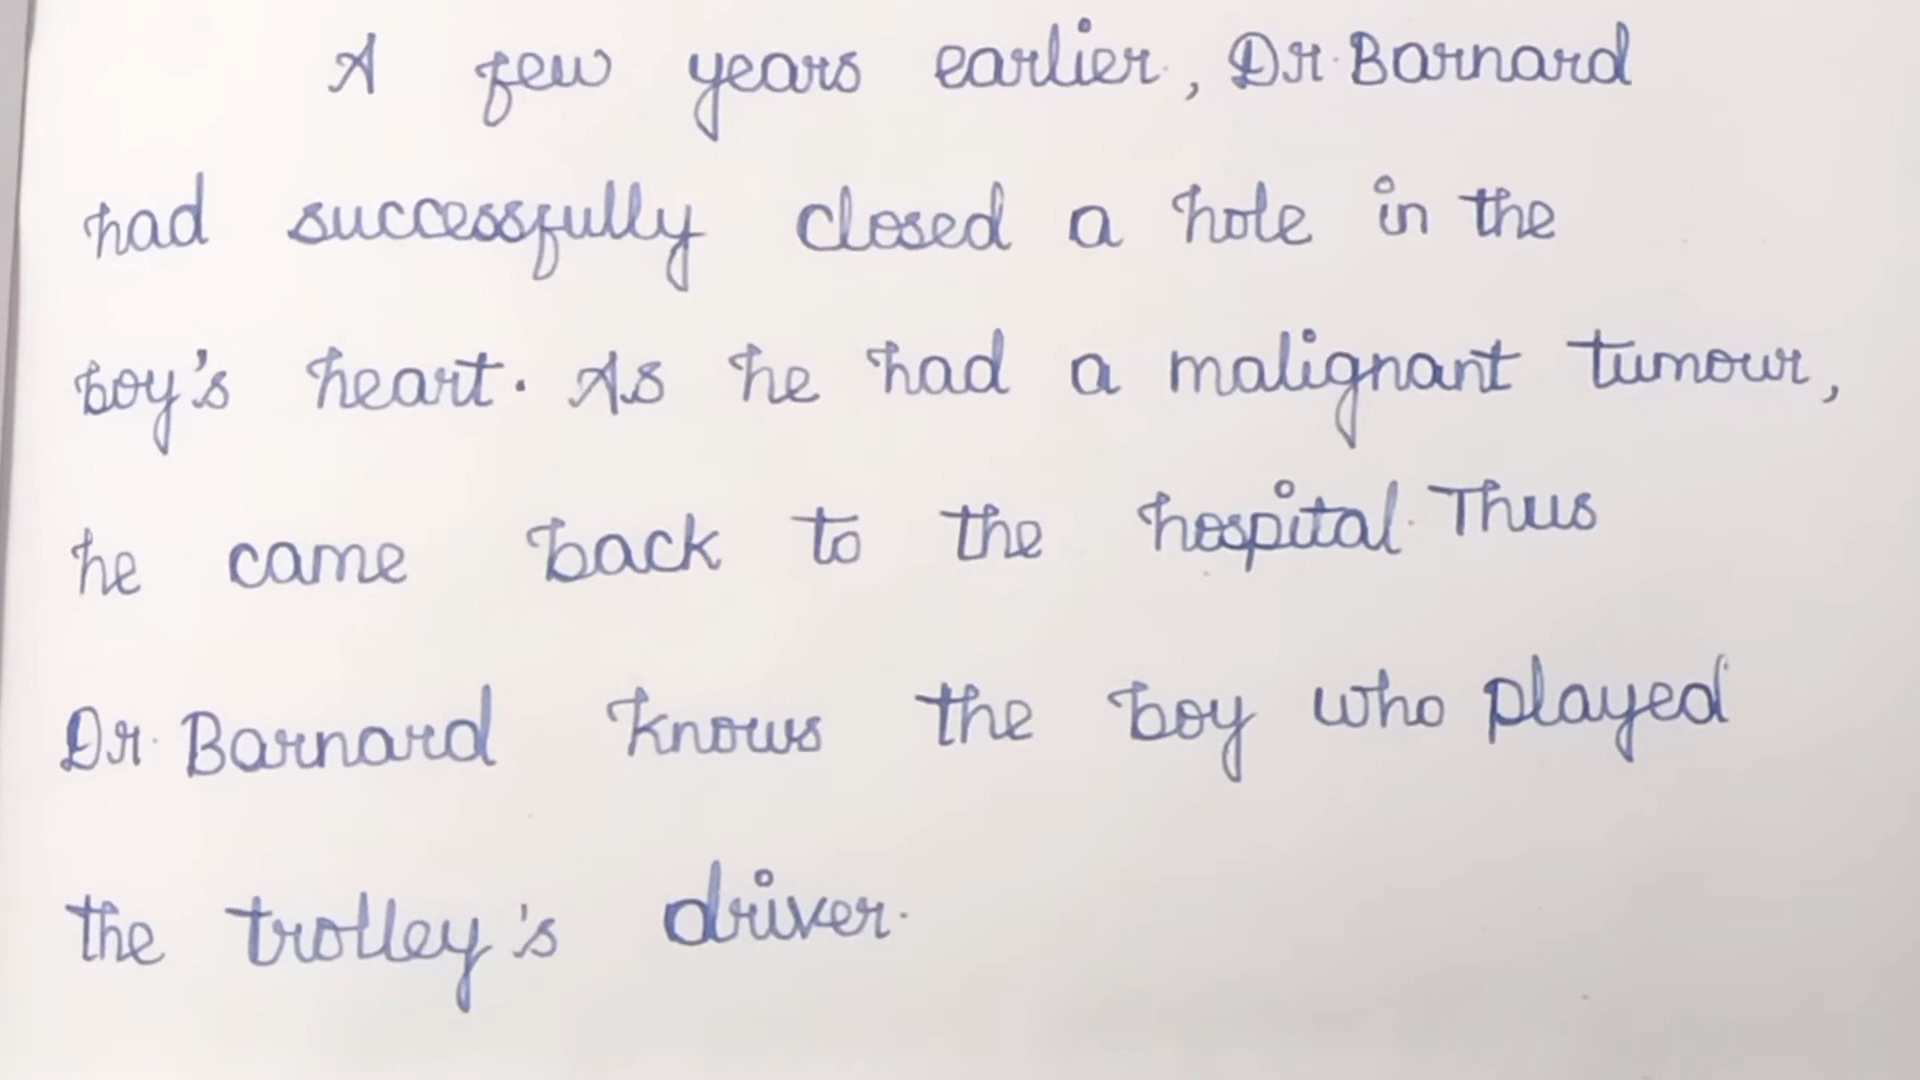 A few years earlier, Dr. Barnard
had successfully closed a hole in the
boy's heart. As he had a malignant tumour,
he came back to the hospital. Thus
Dr. Barnard knows the boy who played
the trolley's driver.